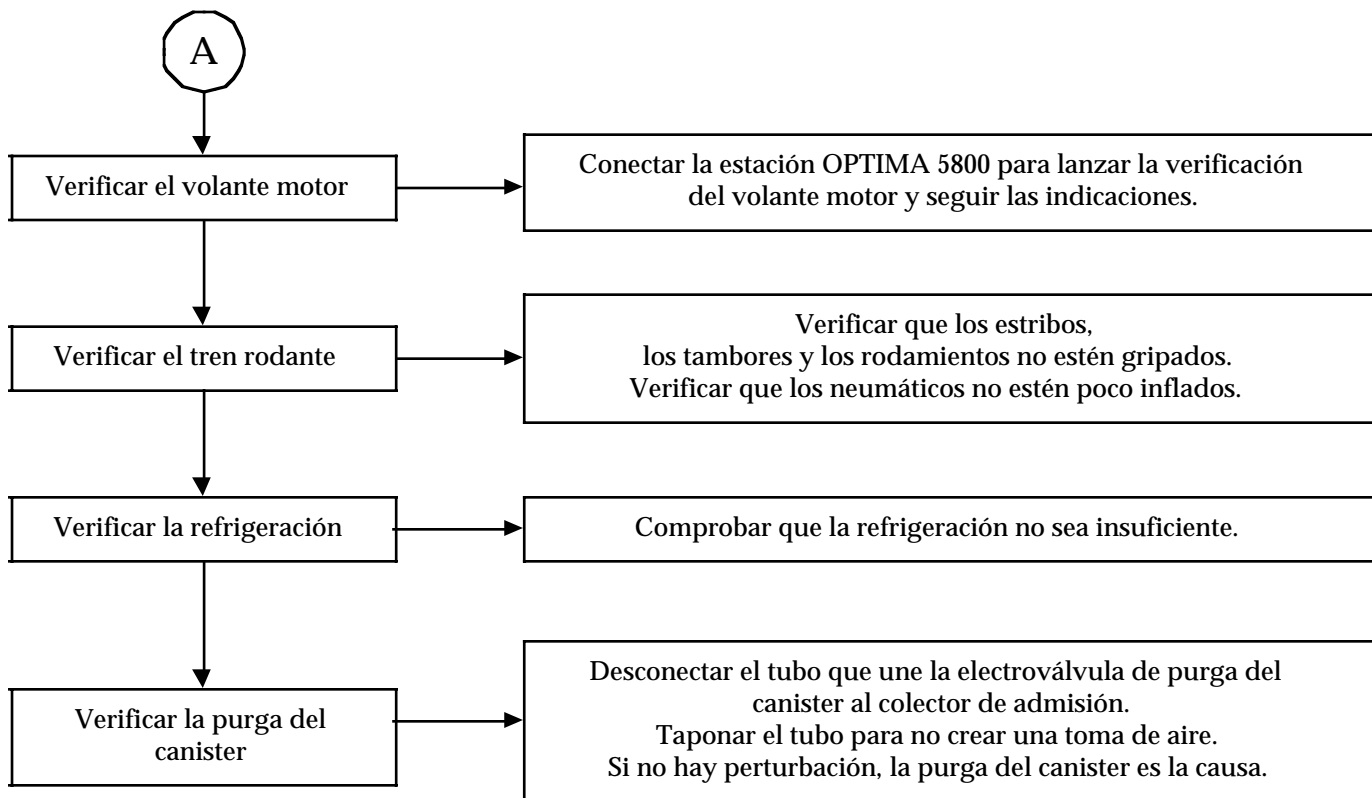 A
Verificar el volante motor
Conectar la estación OPTIMA 5800 para lanzar la verificación
del volante motor y seguir las indicaciones.
Verificar el tren rodante
Verificar que los estribos,
los tambores y los rodamientos no estén gripados.
Verificar que los neumáticos no estén poco inflados.
Verificar la refrigeración
Comprobar que la refrigeración no sea insuficiente.
Verificar la purga del
canister
Desconectar el tubo que une la electroválvula de purga del
canister al colector de admisión.
Taponar el tubo para no crear una toma de aire.
Si no hay perturbación, la purga del canister es la causa.